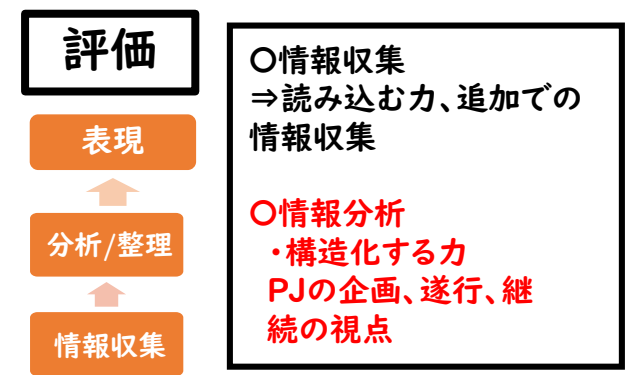 評価
表現
分析/整理
情報収集
〇情報収集
⇒読み込む力、追加での
情報収集
〇情報分析
・構造化する力
PJの企画、遂行、継
続の視点